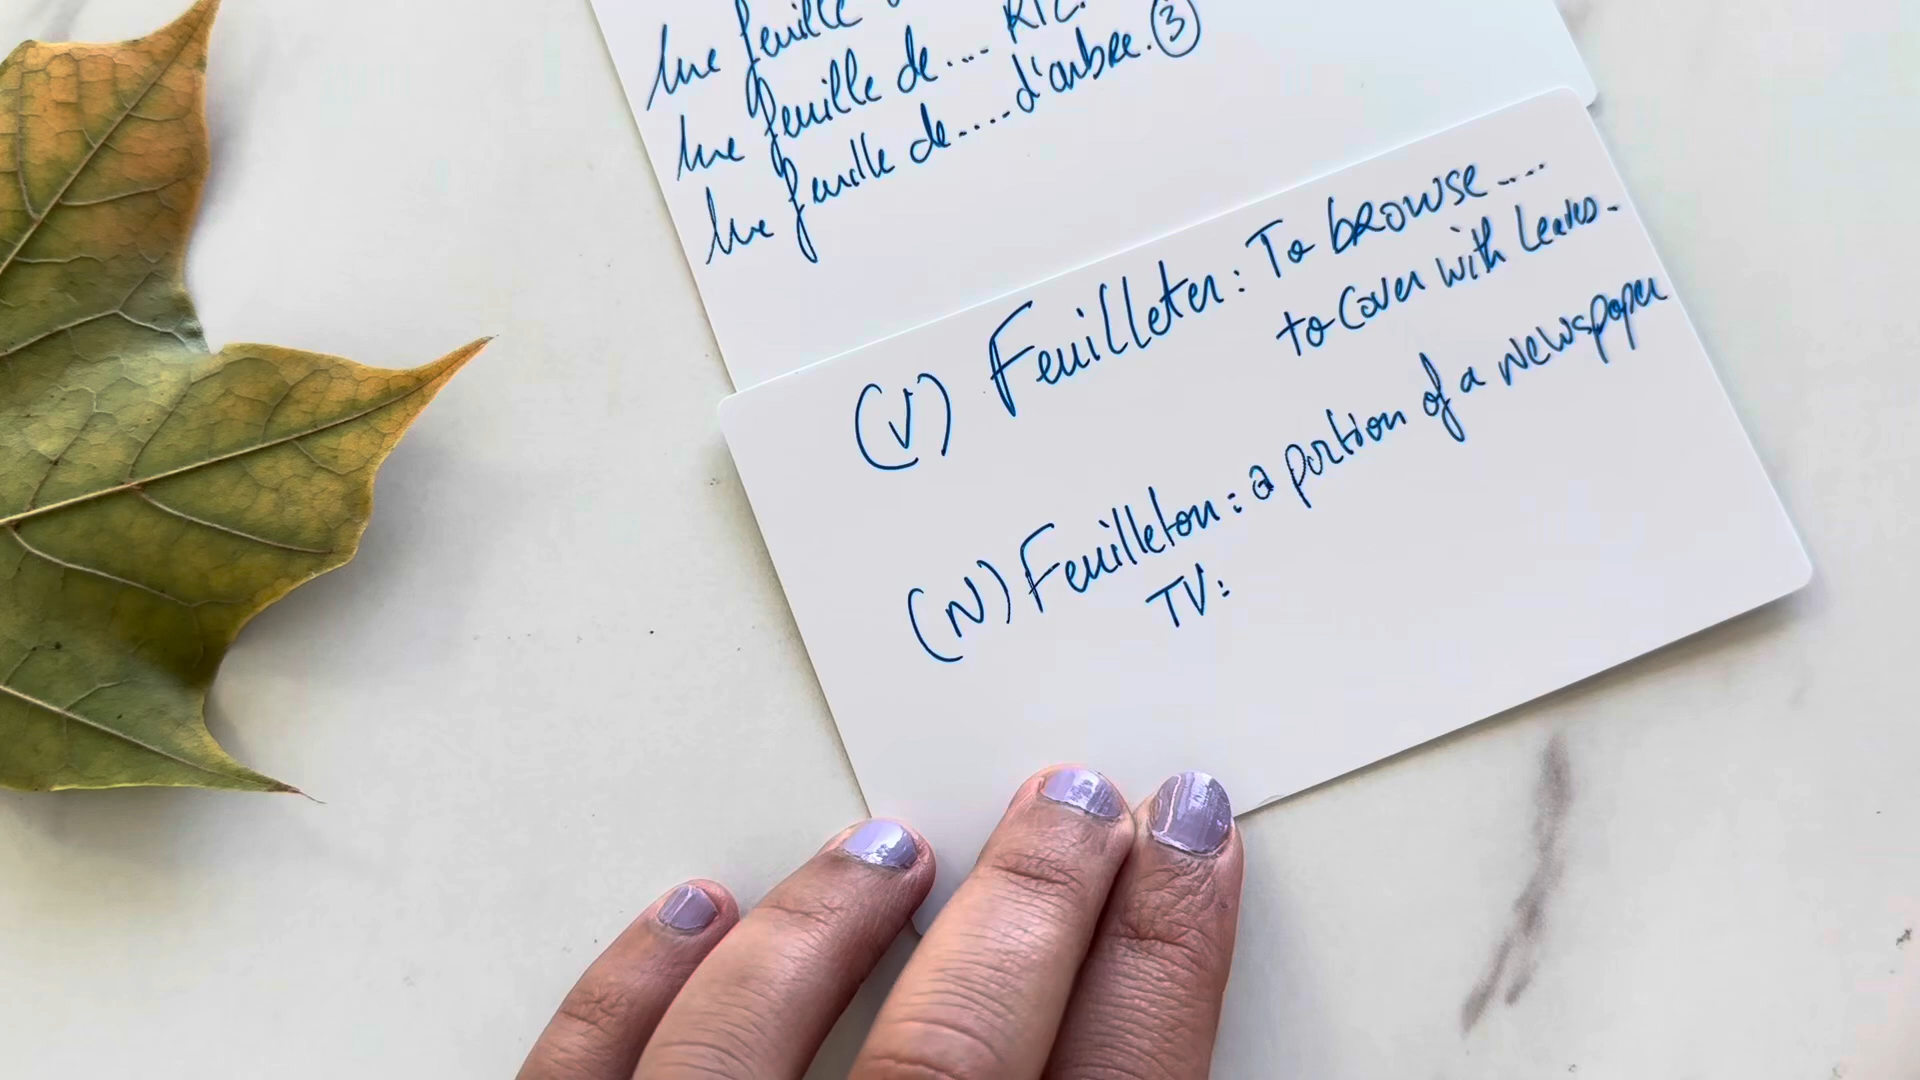 Une feuille
Une feuille de.... RIZ.
Une feuille de..... d'arbre. ③
(V) Feuilleter : To browse....
to Cover with Leaves.
(N) Feuilleton : a portion of a Newspaper
TV: